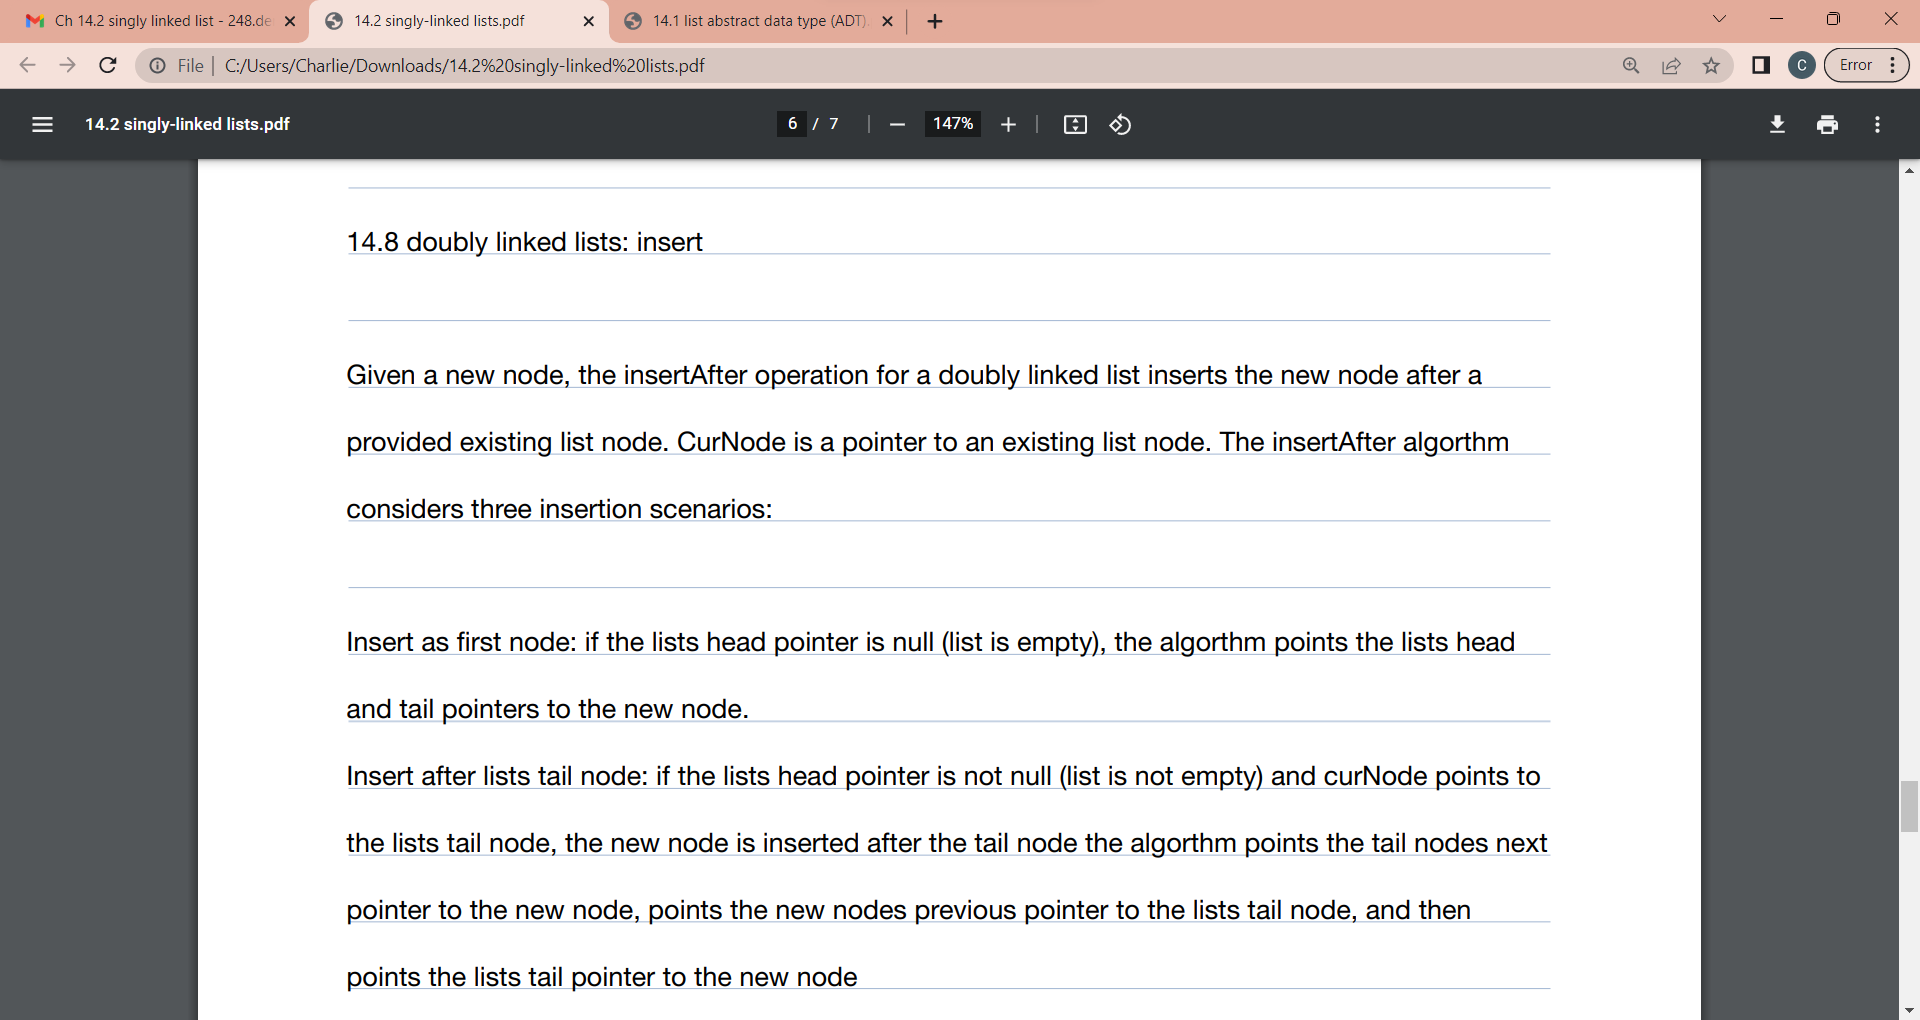 Ch 14.2 singly linked list - 248.de
14.2 singly-linked lists.pdf
14.1 list abstract data type (ADT).
File
C:/Users/Charlie/Downloads/14.2%20singly-linked%20lists.pdf
C
Error
14.2 singly-linked lists.pdf
6 / 7
147%
14.8 doubly linked lists: insert
Given a new node, the insertAfter operation for a doubly linked list inserts the new node after a
provided existing list node. CurNode is a pointer to an existing list node. The insertAfter algorthm
considers three insertion scenarios:
Insert as first node: if the lists head pointer is null (list is empty), the algorthm points the lists head
and tail pointers to the new node.
Insert after lists tail node: if the lists head pointer is not null (list is not empty) and curNode points to
the lists tail node, the new node is inserted after the tail node the algorthm points the tail nodes next
pointer to the new node, points the new nodes previous pointer to the lists tail node, and then
points the lists tail pointer to the new node